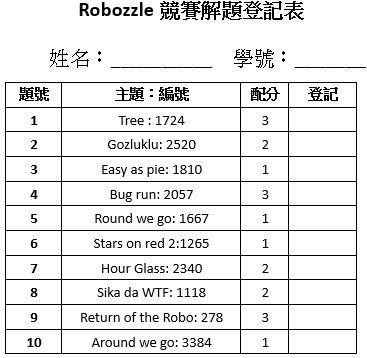 Robozzle 競賽解題登記表
姓名：__________ 學號：_______
題號 主題：編號 配分 登記
1 Tree : 1724 3
2 Gozluklu: 2520 2
3 Easy as pie: 1810 1
4 Bug run: 2057 3
5 Round we go: 1667 1
6 Stars on red 2:1265 1
7 Hour Glass: 2340 2
8 Sika da WTF: 1118 2
9 Return of the Robo: 278 3
10 Around we go: 3384 1